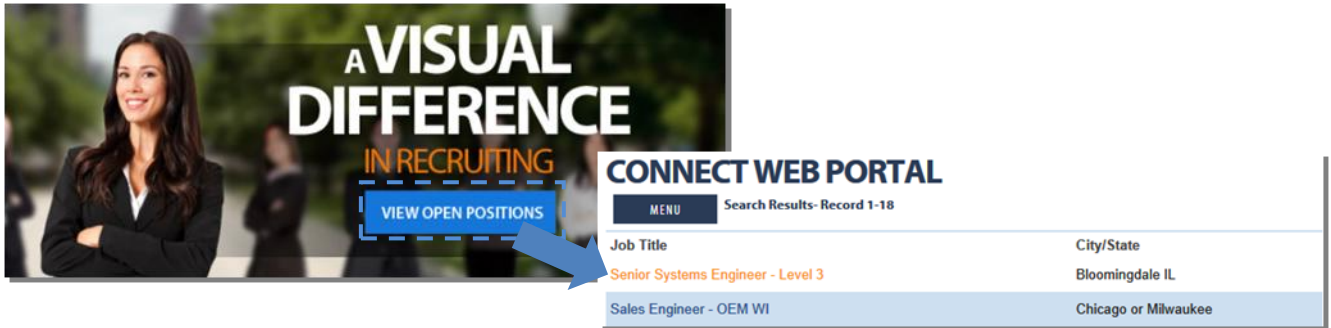 A VISUAL
DIFFERENCE
IN RECRUITING
VIEW OPEN POSITIONS
CONNECT WEB PORTAL
MENU Search Results- Record 1-18
Job Title City/State
Senior Systems Engineer - Level 3 Bloomingdale IL
Sales Engineer - OEM WI Chicago or Milwaukee